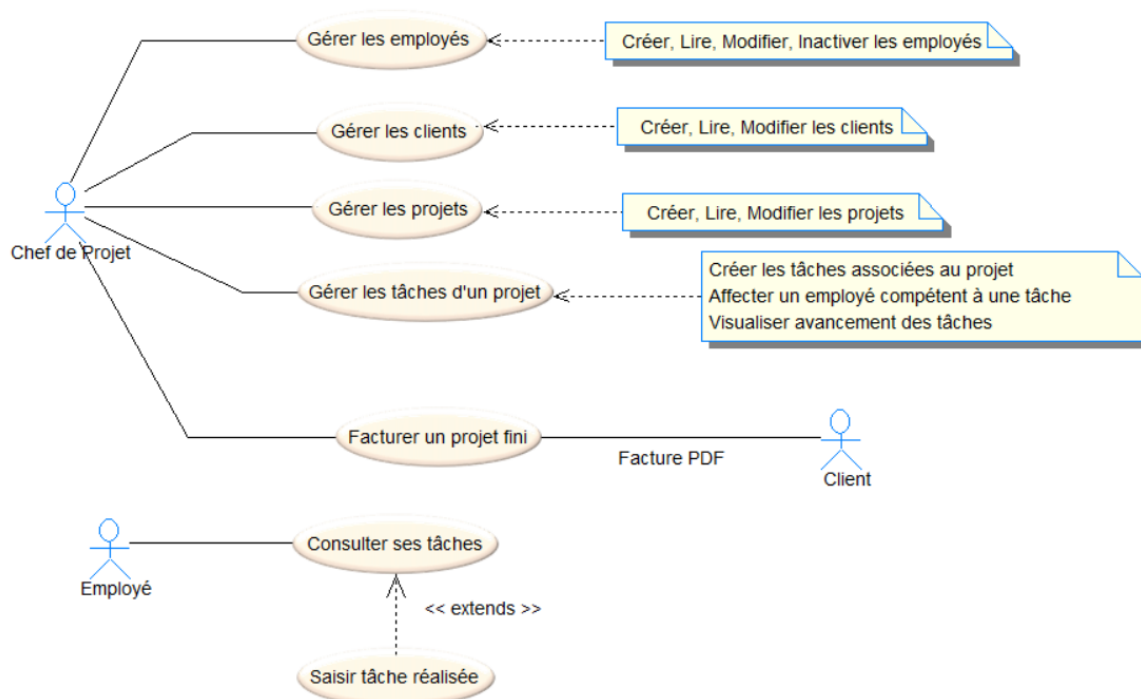 Gérer les employés
Créer, Lire, Modifier, Inactiver les employés
Gérer les clients
Créer, Lire, Modifier les clients
Gérer les projets
Créer, Lire, Modifier les projets
Chef de Projet
Gérer les tâches d'un projet
Créer les tâches associées au projet
Affecter un employé compétent à une tâche
Visualiser avancement des tâches
Facturer un projet fini
Facture PDF
Client
Consulter ses tâches
Employé
<< extends >>
Saisir tâche réalisée